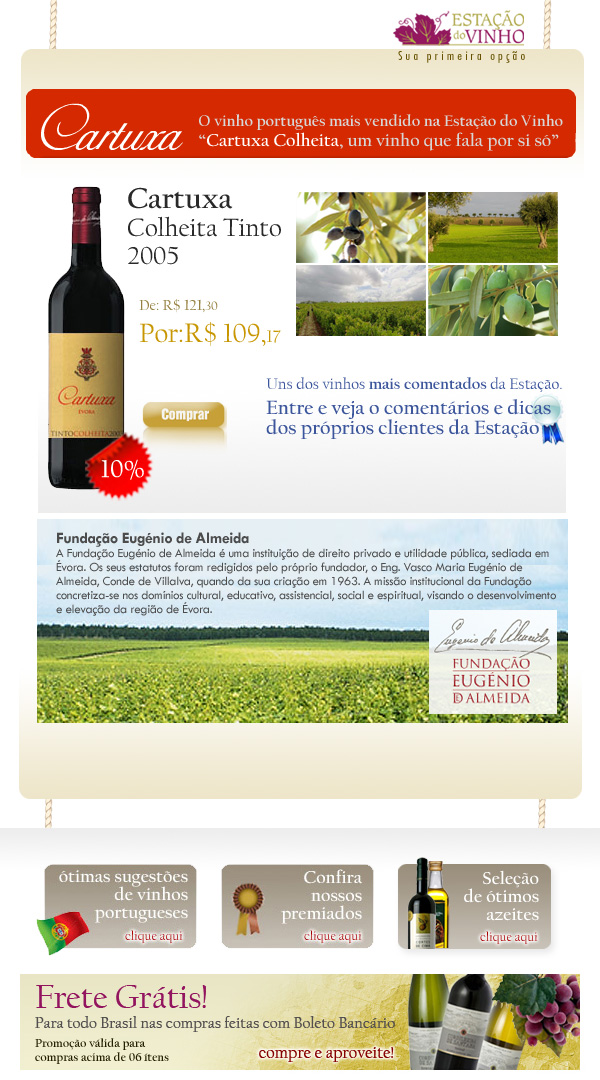 ESTAÇÃO
do VINHO
Sua primeira opção
Cartuxa
O vinho português mais vendido na Estação do Vinho
“Cartuxa Colheita, um vinho que fala por si só”
Cartuxa
Colheita Tinto
2005
De: R$ 121,30
Por:R$ 109,17
Comprar
Cartuxa
ÉVORA
TINTO COLHEITA 2005
10%
Uns dos vinhos mais comentados da Estação.
Entre e veja o comentários e dicas
dos próprios clientes da Estação
Fundação Eugénio de Almeida
A Fundação Eugénio de Almeida é uma instituição de direito privado e utilidade pública, sediada em
Évora. Os seus estatutos foram redigidos pelo próprio fundador, o Eng. Vasco Maria Eugénio de
Almeida, Conde de Villalva, quando da sua criação em 1963. A missão institucional da Fundação
concretiza-se nos domínios cultural, educativo, assistencial, social e espiritual, visando o desenvolvimento
e elevação da região de Évora.
Eugenio de Almeida
FUNDAÇÃO
EUGÉNIO
DE ALMEIDA
ótimas sugestões
de vinhos
portugueses
clique aqui
Confira
nossos
premiados
clique aqui
Seleção
de ótimos
azeites
clique aqui
Frete Grátis!
Para todo Brasil nas compras feitas com Boleto Bancário
Promoção válida para
compras acima de 06 itens
compre e aproveite!